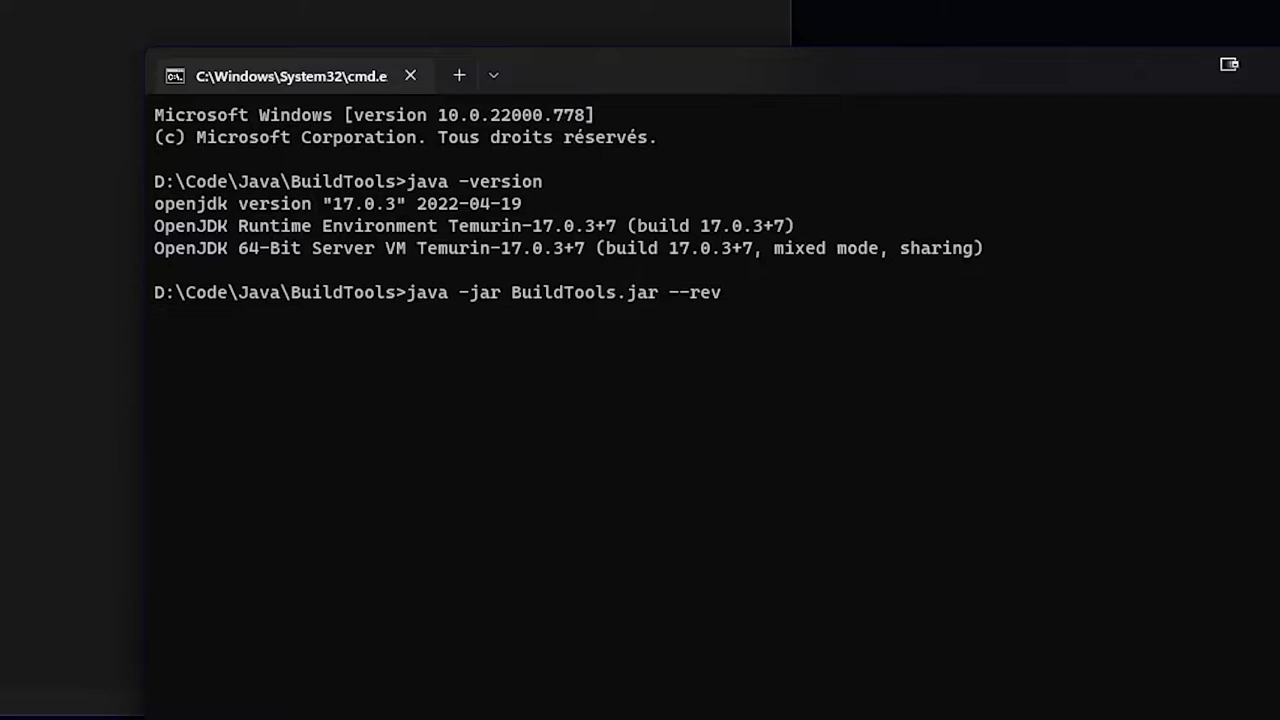 C:\Windows\System32\cmd.e
Microsoft Windows [version 10.0.22000.778]
(c) Microsoft Corporation. Tous droits réservés.
D:\Code\Java\BuildTools>java -version
openjdk version "17.0.3" 2022-04-19
OpenJDK Runtime Environment Temurin-17.0.3+7 (build 17.0.3+7)
OpenJDK 64-Bit Server VM Temurin-17.0.3+7 (build 17.0.3+7, mixed mode, sharing)
D:\Code\Java\BuildTools>java -jar BuildTools.jar --rev